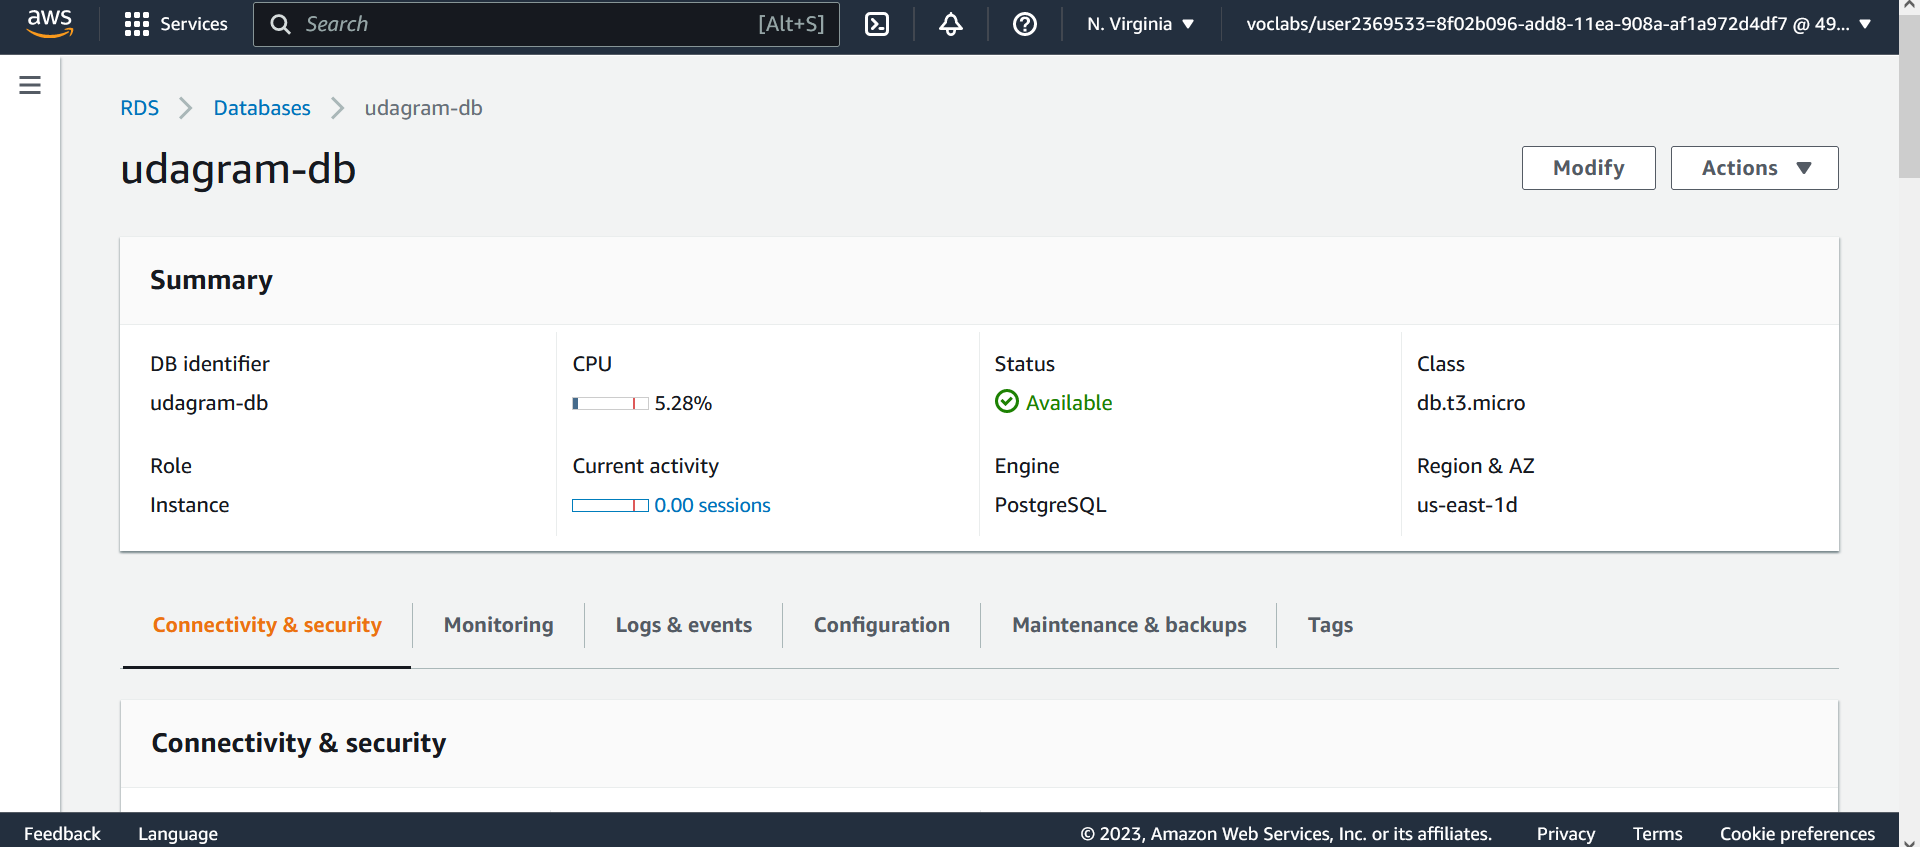 aws Services Search [Alt+S] N. Virginia voclabs/user2369533=8f02b096-add8-11ea-908a-af1a972d4df7 @ 49...
RDS Databases udagram-db
udagram-db Modify Actions
Summary
DB identifier CPU Status Class
udagram-db 5.28% Available db.t3.micro
Role Current activity Engine Region & AZ
Instance 0.00 sessions PostgreSQL us-east-1d
Connectivity & security Monitoring Logs & events Configuration Maintenance & backups Tags
Connectivity & security
Feedback Language © 2023, Amazon Web Services, Inc. or its affiliates. Privacy Terms Cookie preferences